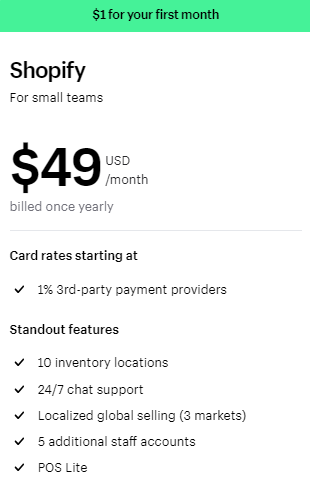 $1 for your first month
Shopify
For small teams
$49 USD
/month
billed once yearly
Card rates starting at
1% 3rd-party payment providers
Standout features
10 inventory locations
24/7 chat support
Localized global selling (3 markets)
5 additional staff accounts
POS Lite